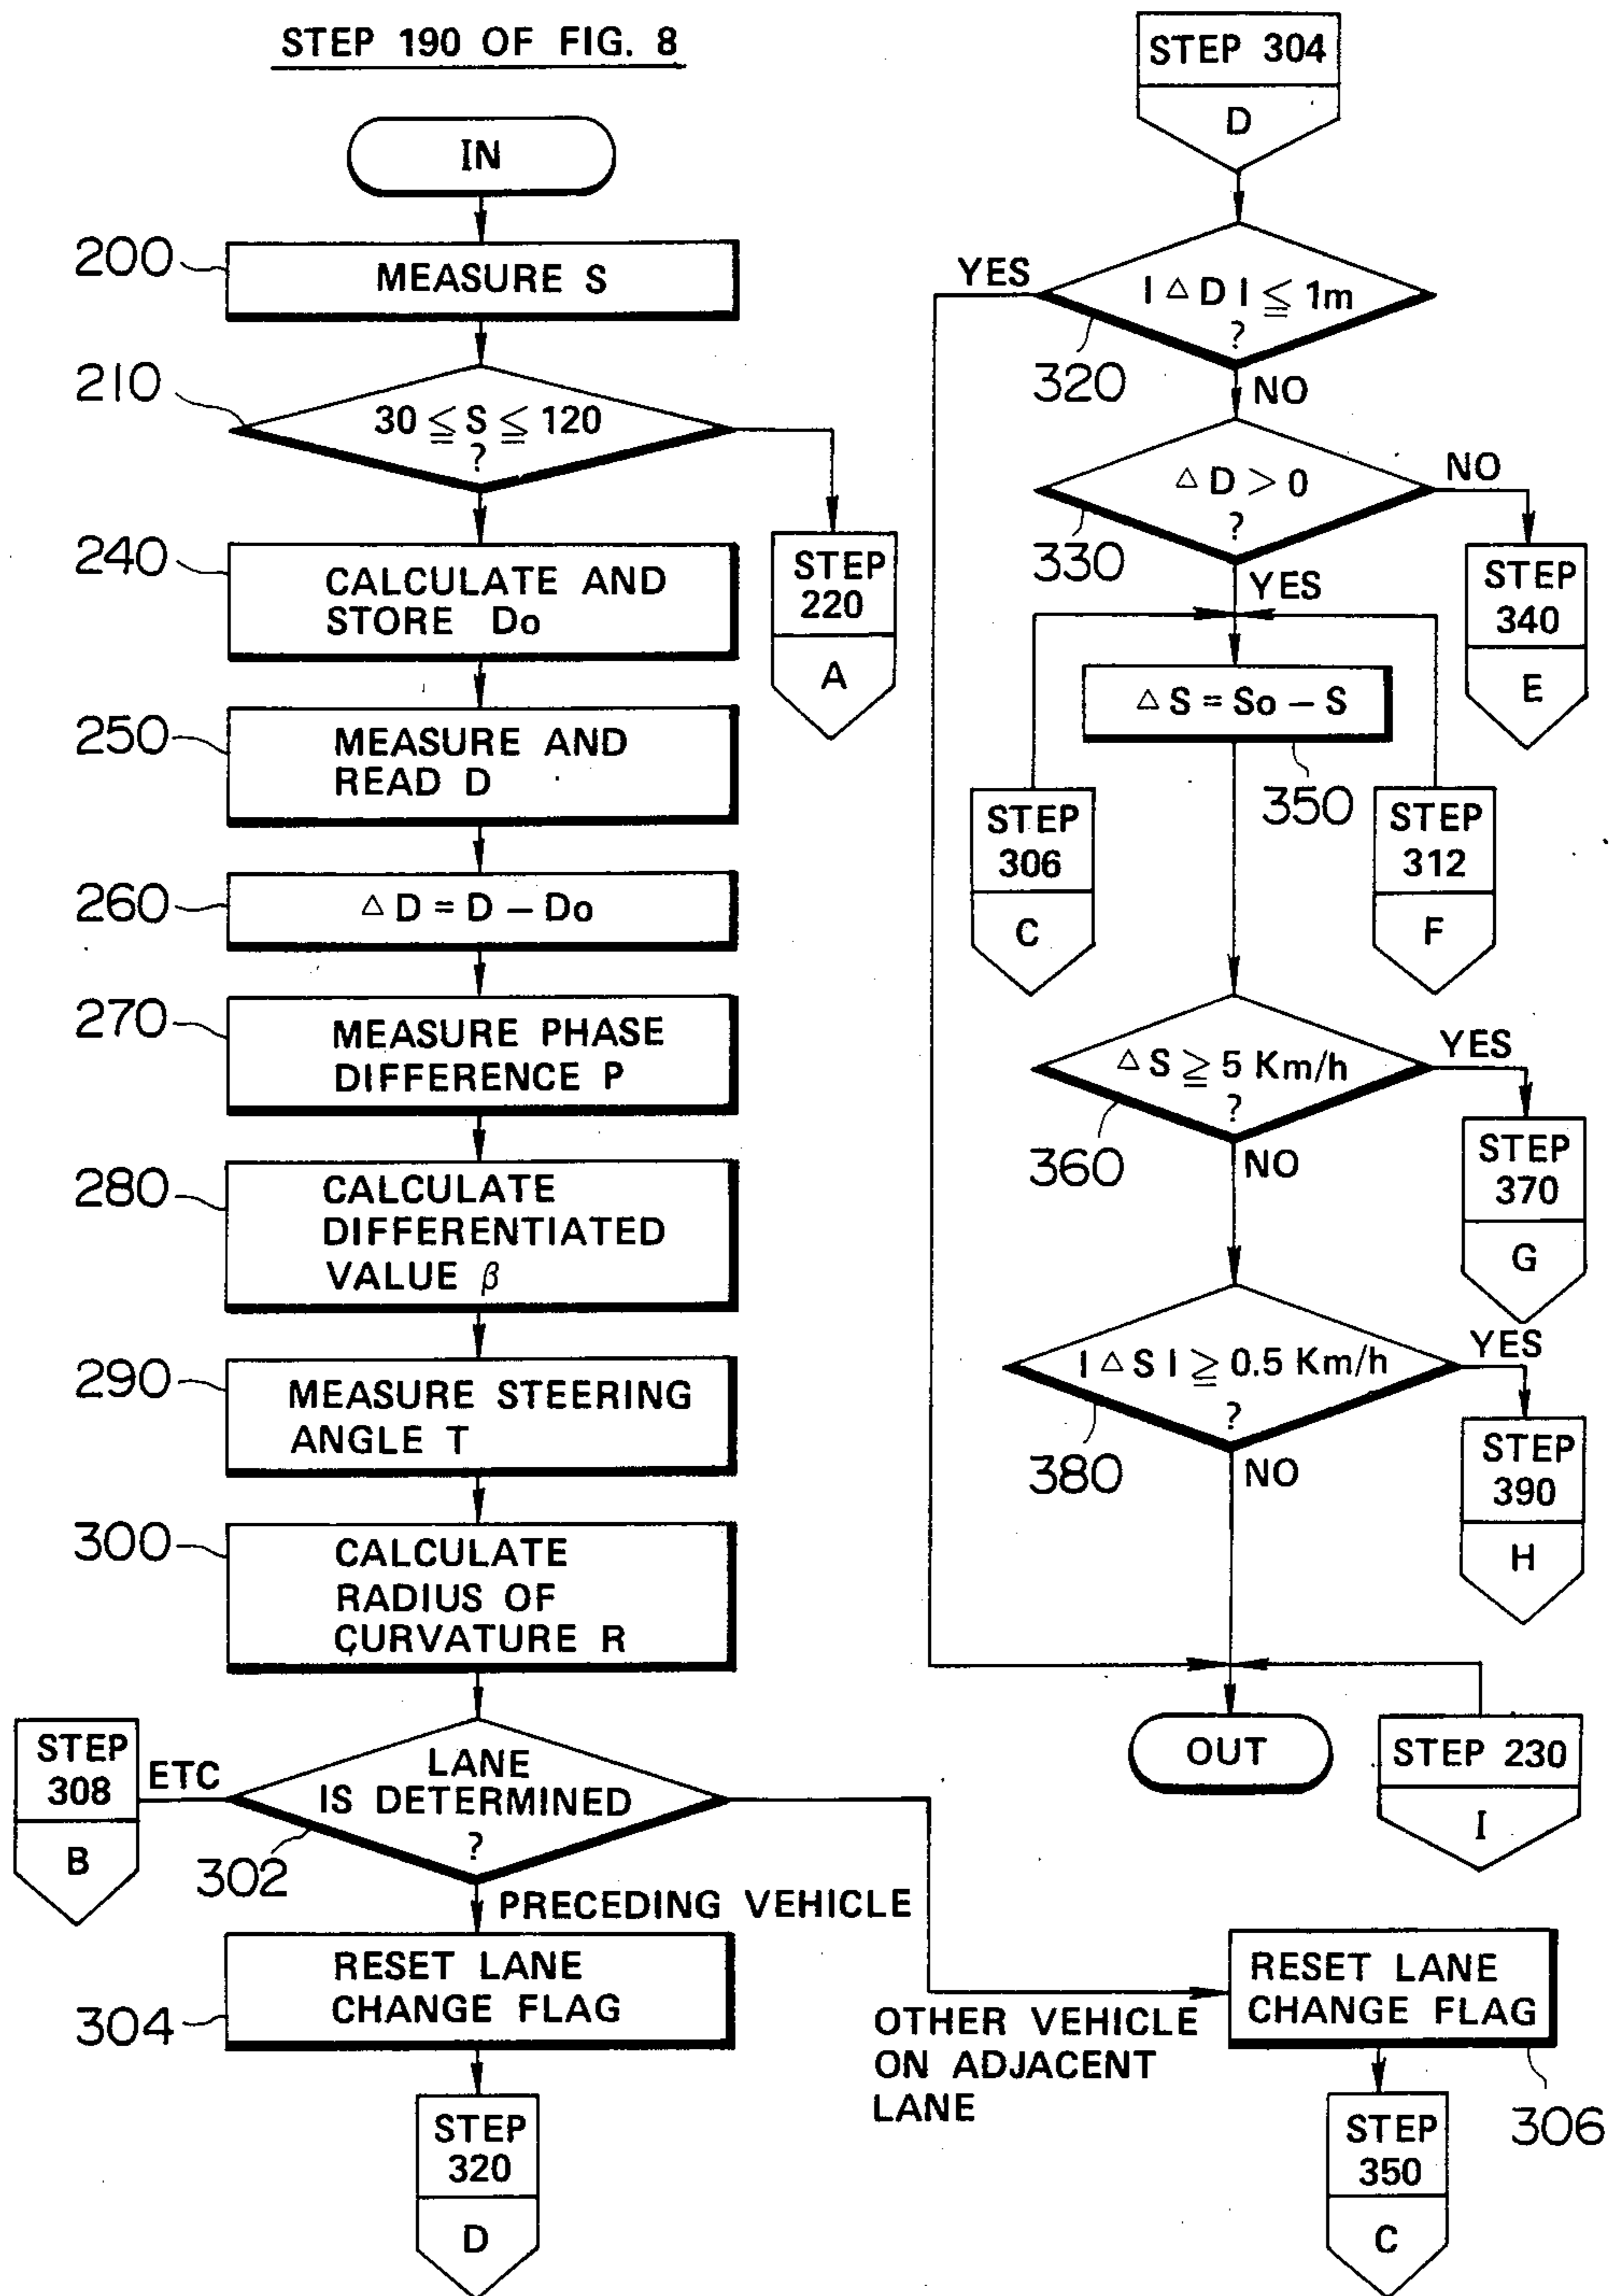 STEP 190 OF FIG. 8
IN
200
MEASURE S
210
30 ≦ S ≦ 120
?
STEP
220
A
240
CALCULATE AND
STORE Do
250
MEASURE AND
READ D
260
△ D = D – Do
270
MEASURE PHASE
DIFFERENCE P
280
CALCULATE
DIFFERENTIATED
VALUE β
290
MEASURE STEERING
ANGLE T
300
CALCULATE
RADIUS OF
CURVATURE R
STEP
308
B
ETC
LANE
IS DETERMINED
?
302
PRECEDING VEHICLE
RESET LANE
CHANGE FLAG
304
STEP
320
D
OTHER VEHICLE
ON ADJACENT
LANE
RESET LANE
CHANGE FLAG
306
STEP
350
C
STEP 304
D
YES
I △ D I ≦ 1m
?
320
NO
△ D > 0
?
330
NO
YES
STEP
340
E
△ S = So – S
350
STEP
306
C
STEP
312
F
△ S ≧ 5 Km/h
?
360
YES
NO
STEP
370
G
I △ S I ≧ 0.5 Km/h
?
380
YES
NO
STEP
390
H
OUT
STEP 230
I